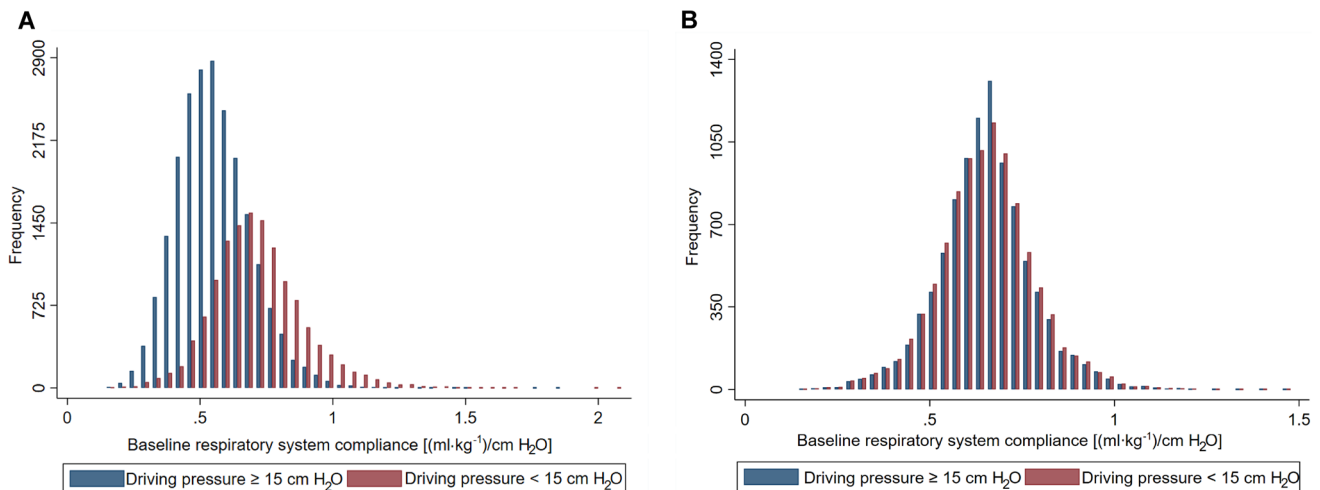 A
2900
2175
1450
725
0
Frequency
0 .5 1 1.5 2
Baseline respiratory system compliance [(ml·kg⁻¹)/cm H₂O]
Driving pressure ≥ 15 cm H₂O Driving pressure < 15 cm H₂O
B
1400
1050
700
350
0
Frequency
0 .5 1 1.5
Baseline respiratory system compliance [(ml·kg⁻¹)/cm H₂O]
Driving pressure ≥ 15 cm H₂O Driving pressure < 15 cm H₂O